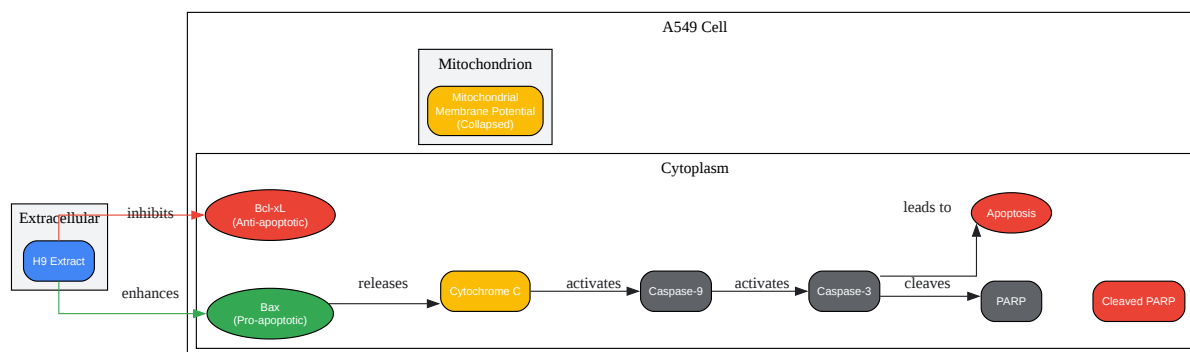 A549 Cell
Mitochondrion
Mitochondrial
Membrane Potential
(Collapsed)
Cytoplasm
Extracellular
H9 Extract
inhibits
enhances
Bcl-xL
(Anti-apoptotic)
Bax
(Pro-apoptotic)
releases
Cytochrome C
activates
Caspase-9
activates
Caspase-3
leads to
Apoptosis
cleaves
PARP
Cleaved PARP